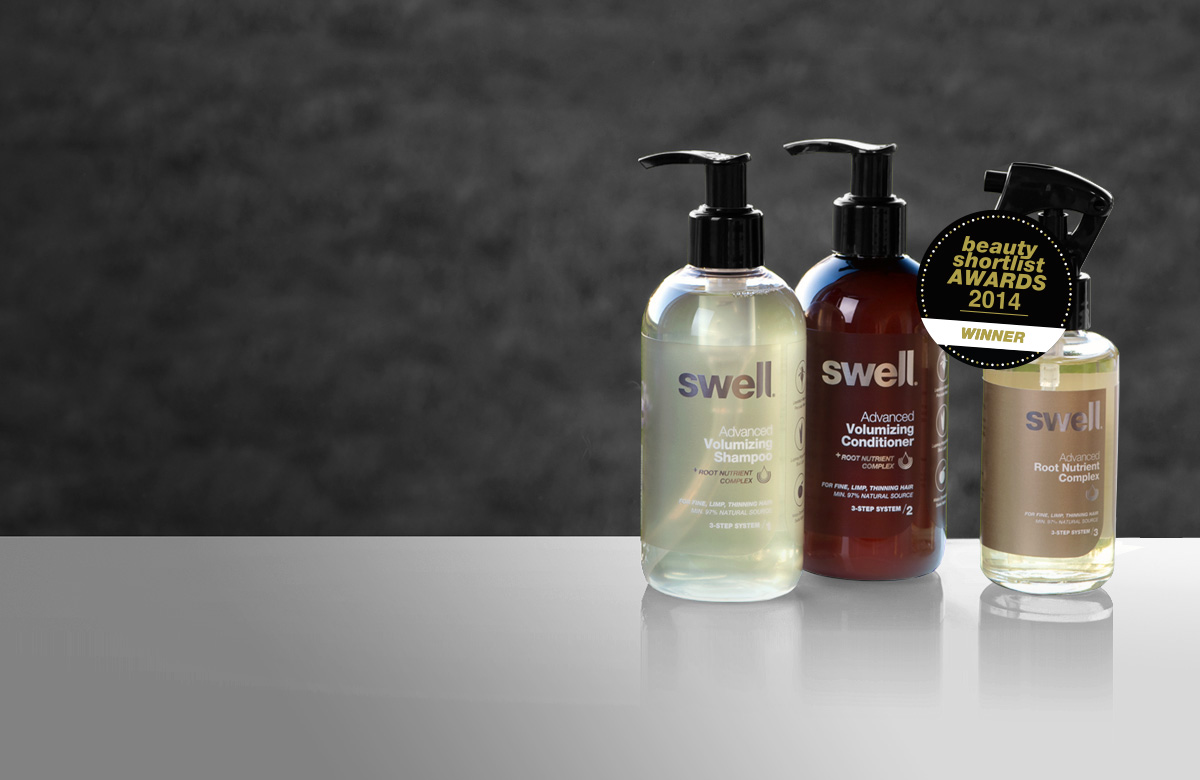 swell.
Advanced
Volumizing
Shampoo
+ ROOT NUTRIENT
COMPLEX
FOR FINE, LIMP, THINNING HAIR
MIN. 97% NATURAL SOURCE
3-STEP SYSTEM / 1
swell.
Advanced
Volumizing
Conditioner
+ ROOT NUTRIENT
COMPLEX
FOR FINE, LIMP, THINNING HAIR
MIN. 97% NATURAL SOURCE
3-STEP SYSTEM / 2
beauty
shortlist
AWARDS
2014
WINNER
swell.
Advanced
Root Nutrient
Complex
FOR FINE, LIMP, THINNING HAIR
MIN. 97% NATURAL SOURCE
3-STEP SYSTEM / 3